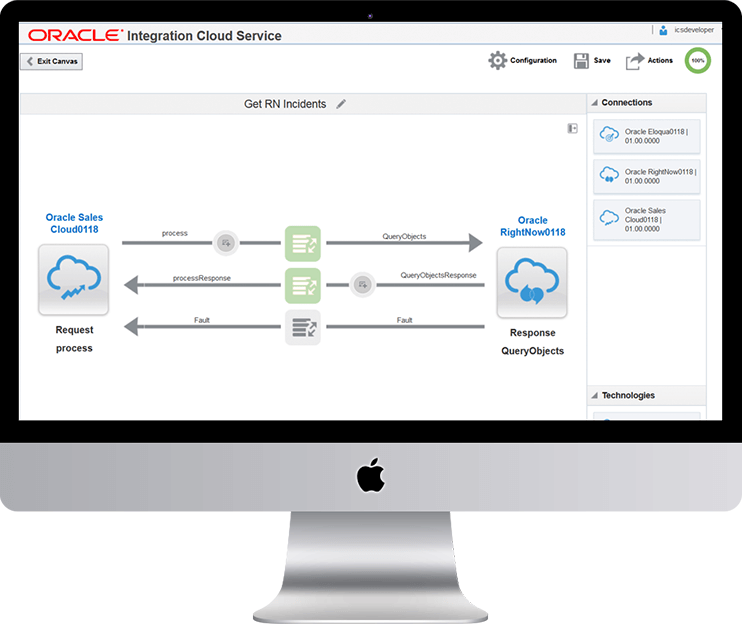 ORACLE Integration Cloud Service
icsdeveloper
Exit Canvas
Configuration
Save
Actions
100%
Get RN Incidents
Connections
Oracle Eloqua0118 |
01.00.0000
Oracle RightNow0118 |
01.00.0000
Oracle Sales
Cloud0118 |
01.00.0000
Oracle Sales
Cloud0118
Request
process
process
QueryObjects
processResponse
QueryObjectsResponse
Fault
Fault
Oracle
RightNow0118
Response
QueryObjects
Technologies